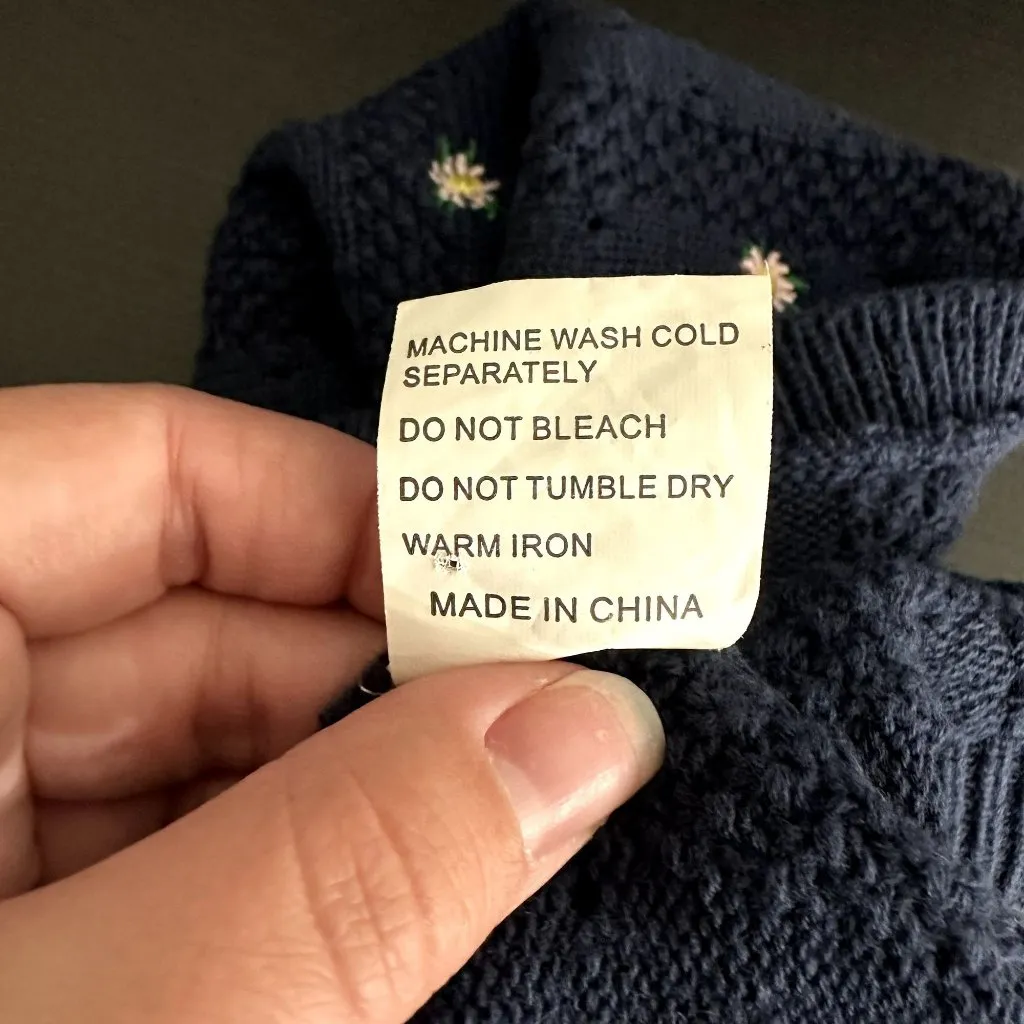 MACHINE WASH COLD
SEPARATELY
DO NOT BLEACH
DO NOT TUMBLE DRY
WARM IRON
MADE IN CHINA